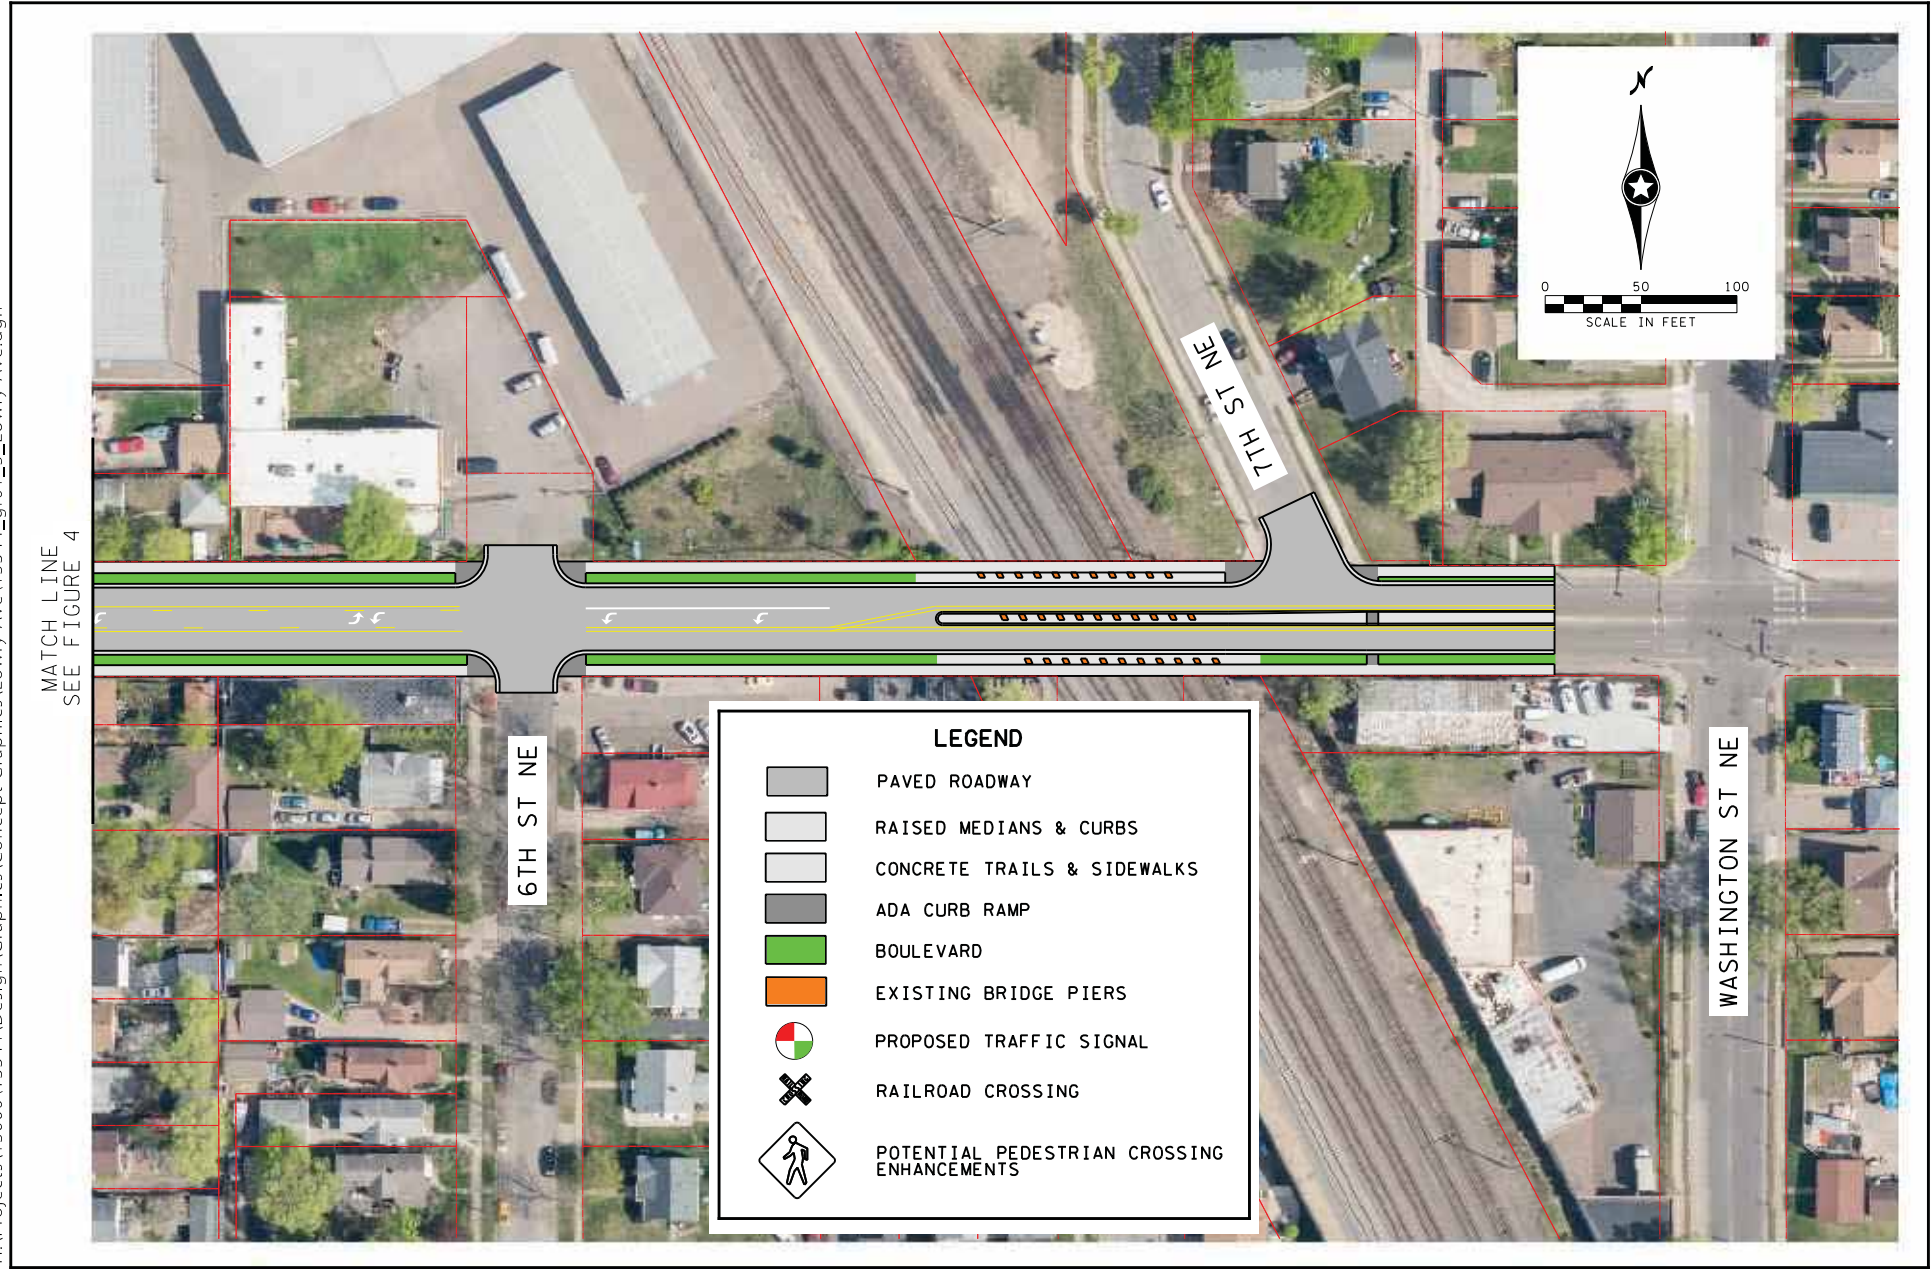 N
0 50 100
SCALE IN FEET
7TH ST NE
MATCH LINE
SEE FIGURE 4
6TH ST NE
WASHINGTON ST NE
LEGEND
PAVED ROADWAY
RAISED MEDIANS & CURBS
CONCRETE TRAILS & SIDEWALKS
ADA CURB RAMP
BOULEVARD
EXISTING BRIDGE PIERS
PROPOSED TRAFFIC SIGNAL
RAILROAD CROSSING
POTENTIAL PEDESTRIAN CROSSING
ENHANCEMENTS